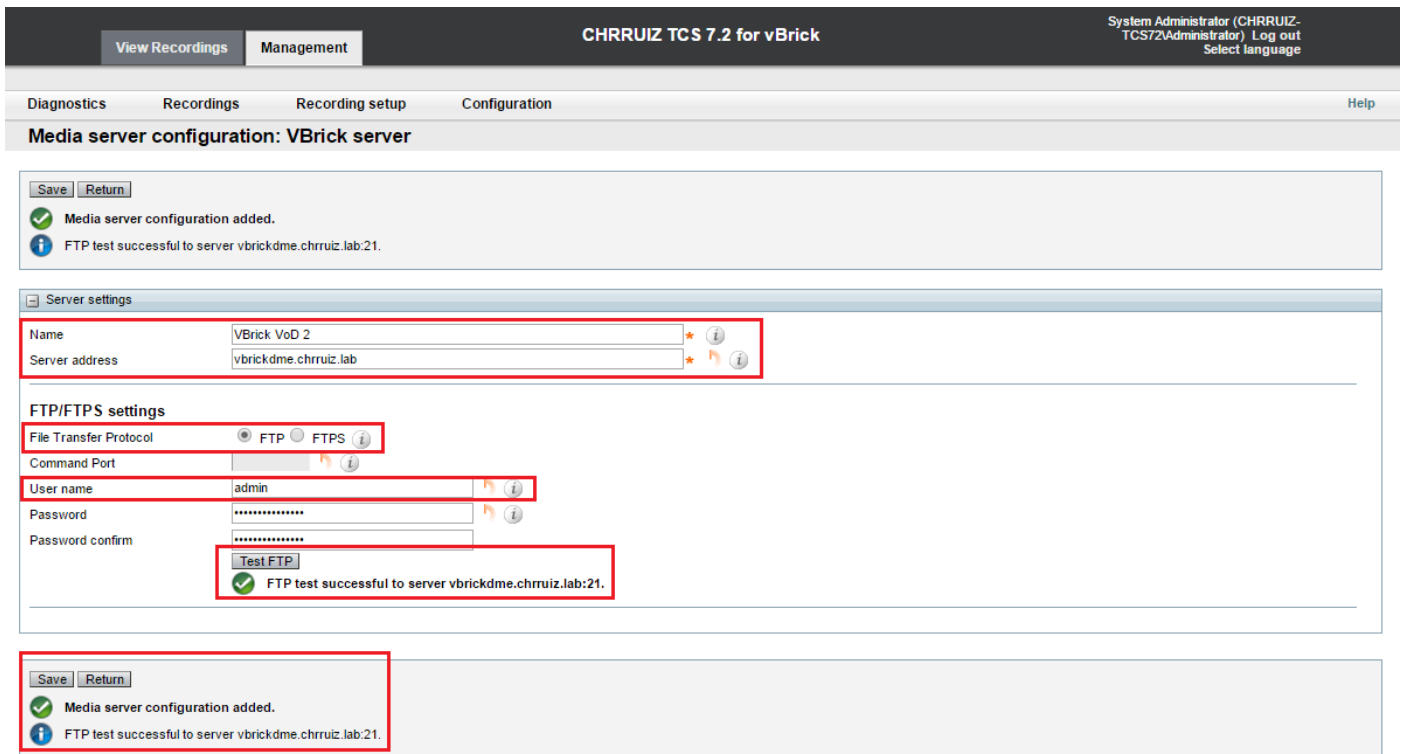 View Recordings
Management
CHRRUIZ TCS 7.2 for vBrick
System Administrator (CHRRUIZ-
TCS72\Administrator) Log out
Select language
Diagnostics Recordings Recording setup Configuration Help
Media server configuration: VBrick server
Save Return
Media server configuration added.
FTP test successful to server vbrickdme.chrruiz.lab:21.
Server settings
Name VBrick VoD 2 *
Server address vbrickdme.chrruiz.lab *
FTP/FTPS settings
File Transfer Protocol FTP FTPS
Command Port
User name admin
Password •••••••••••••••
Password confirm •••••••••••••••
Test FTP
FTP test successful to server vbrickdme.chrruiz.lab:21.
Save Return
Media server configuration added.
FTP test successful to server vbrickdme.chrruiz.lab:21.